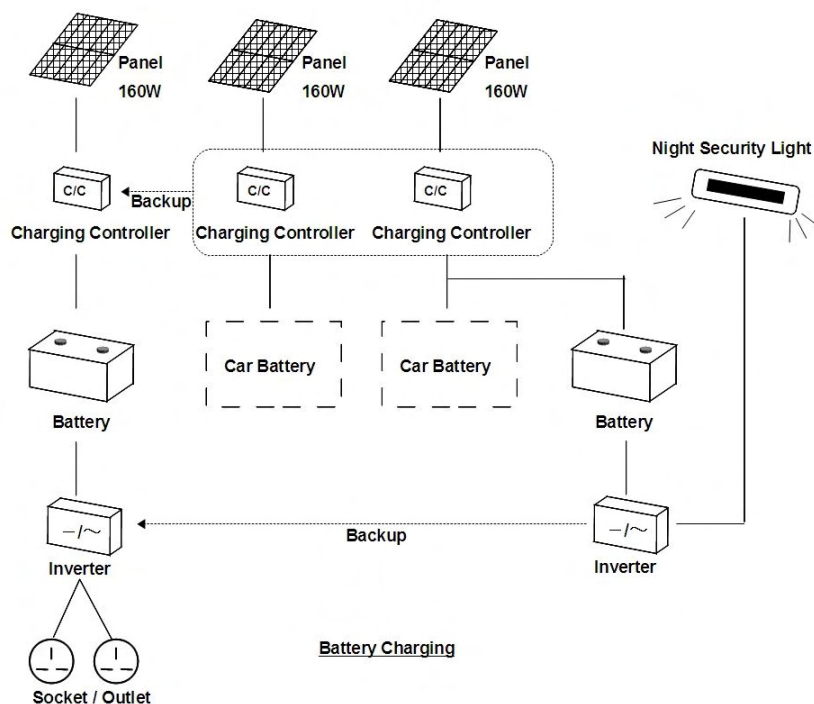 Panel
160W
Panel
160W
Panel
160W
Night Security Light
C/C
C/C
C/C
Backup
Charging Controller
Charging Controller
Charging Controller
Car Battery
Car Battery
Battery
Battery
–/~
–/~
Backup
Inverter
Inverter
Battery Charging
Socket / Outlet